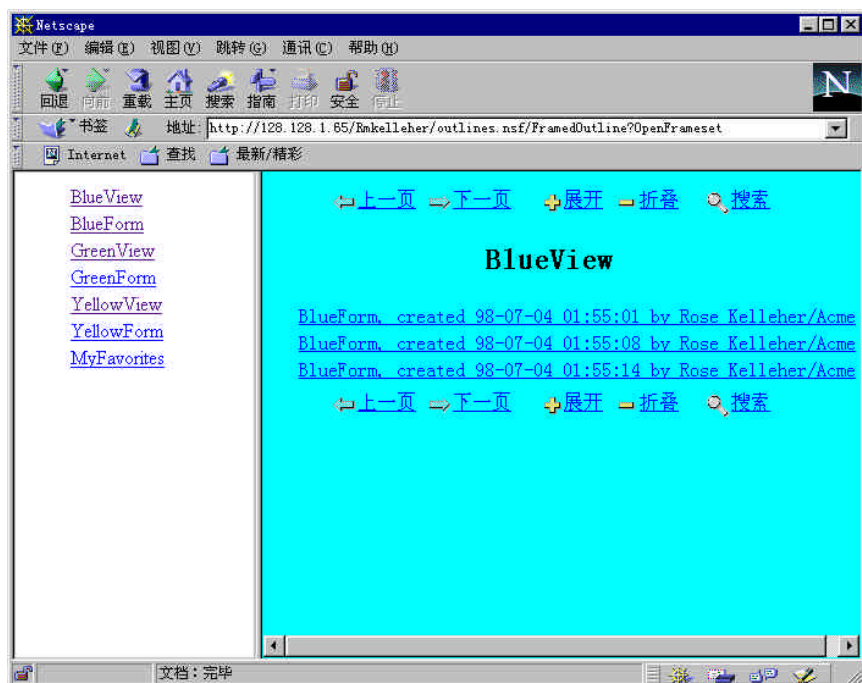 Netscape
文件(F) 编辑(E) 视图(V) 跳转(G) 通讯(C) 帮助(H)
回退 向前 重载 主页 搜索 指南 打印 安全 停止
N
书签 地址: http://128.128.1.65/Rmkelleher/outlines.nsf/FramedOutline?OpenFrameset
Internet 查找 最新/精彩
BlueView
BlueForm
GreenView
GreenForm
YellowView
YellowForm
MyFavorites
上一页 下一页 展开 折叠 搜索
BlueView
BlueForm, created 98-07-04 01:55:01 by Rose Kelleher/Acme
BlueForm, created 98-07-04 01:55:08 by Rose Kelleher/Acme
BlueForm, created 98-07-04 01:55:14 by Rose Kelleher/Acme
上一页 下一页 展开 折叠 搜索
文档: 完毕